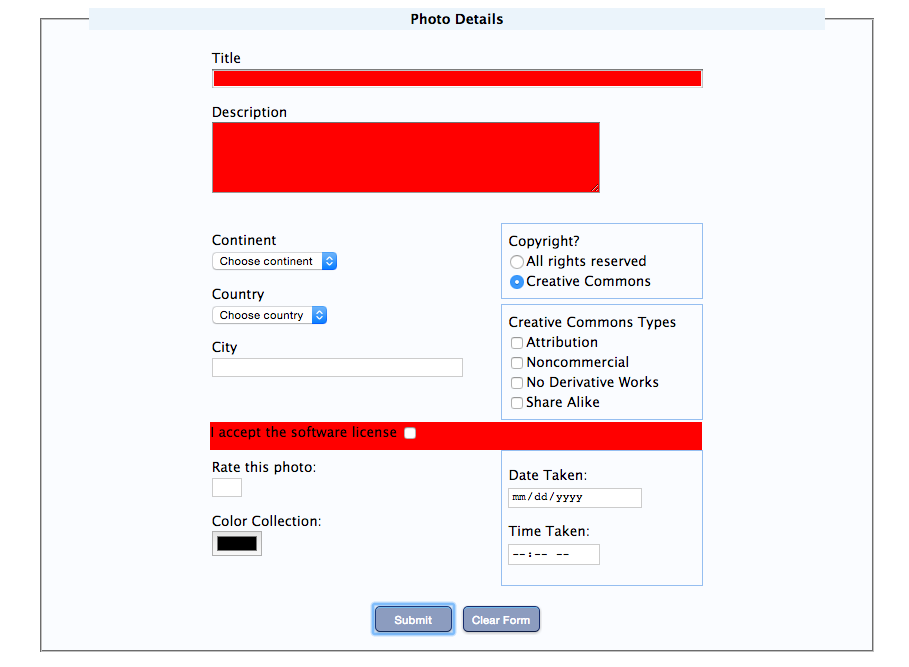 Photo Details
Title
Description
Continent
Choose continent
Country
Choose country
City
Copyright?
All rights reserved
Creative Commons
Creative Commons Types
Attribution
Noncommercial
No Derivative Works
Share Alike
I accept the software license
Rate this photo:
Color Collection:
Date Taken:
mm/dd/yyyy
Time Taken:
--:-- --
Submit
Clear Form